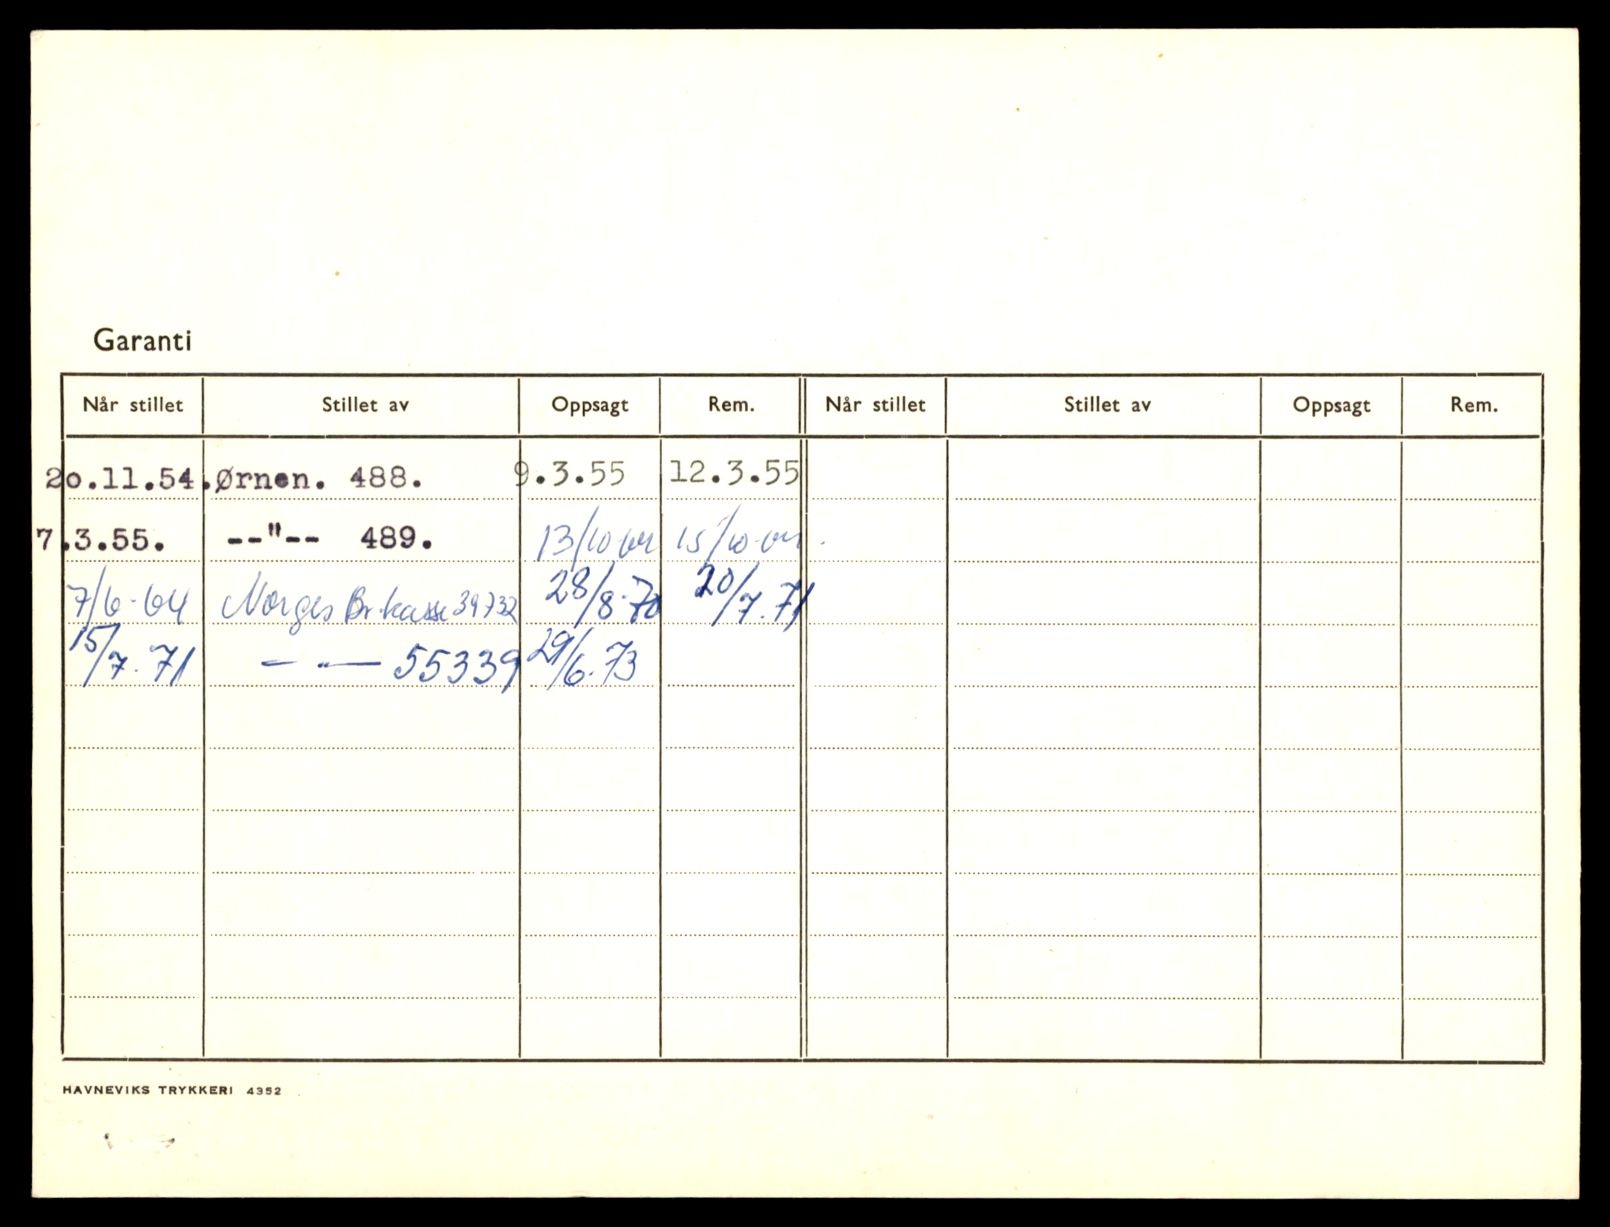 Garanti
Når stillet Stillet av Oppsagt Rem. Når stillet Stillet av Oppsagt Rem.
2o.11.54. Ørnen. 488. 9.3.55 12.3.55
7.3.55. --"-- 489. 13/10 64 15/10-64
7/6-64 Norges Br.kasse 39732 28/8-70 20/7.71
15/7.71 — " — 55339 29/6.73
HAVNEVIKS TRYKKERI 4352